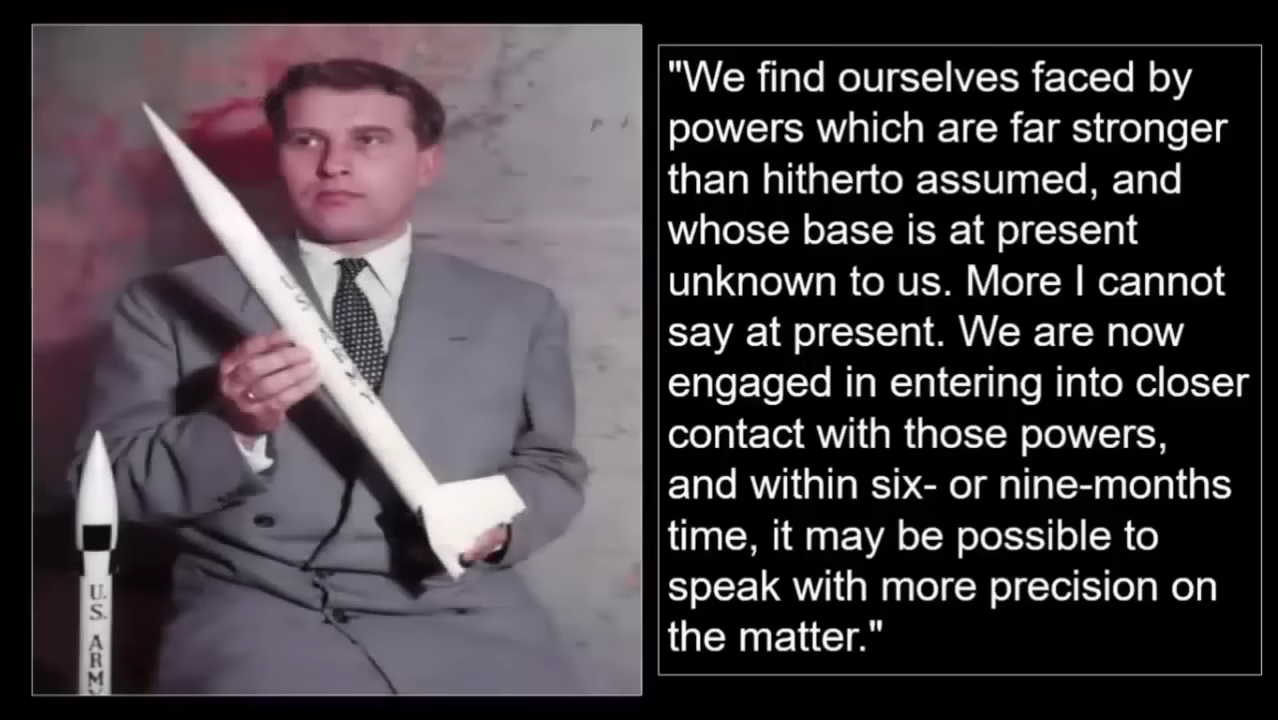 "We find ourselves faced by
powers which are far stronger
than hitherto assumed, and
whose base is at present
unknown to us. More I cannot
say at present. We are now
engaged in entering into closer
contact with those powers,
and within six- or nine-months
time, it may be possible to
speak with more precision on
the matter."
U.S. ARMY